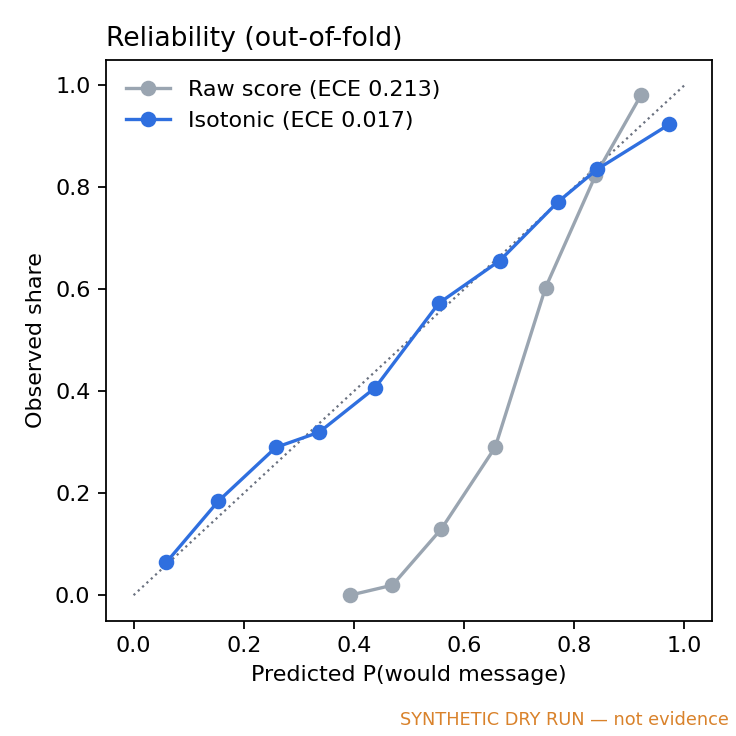 Reliability (out-of-fold)
Raw score (ECE 0.213)
Isotonic (ECE 0.017)
1.0
0.8
0.6
0.4
0.2
0.0
Observed share
0.0 0.2 0.4 0.6 0.8 1.0
Predicted P(would message)
SYNTHETIC DRY RUN — not evidence